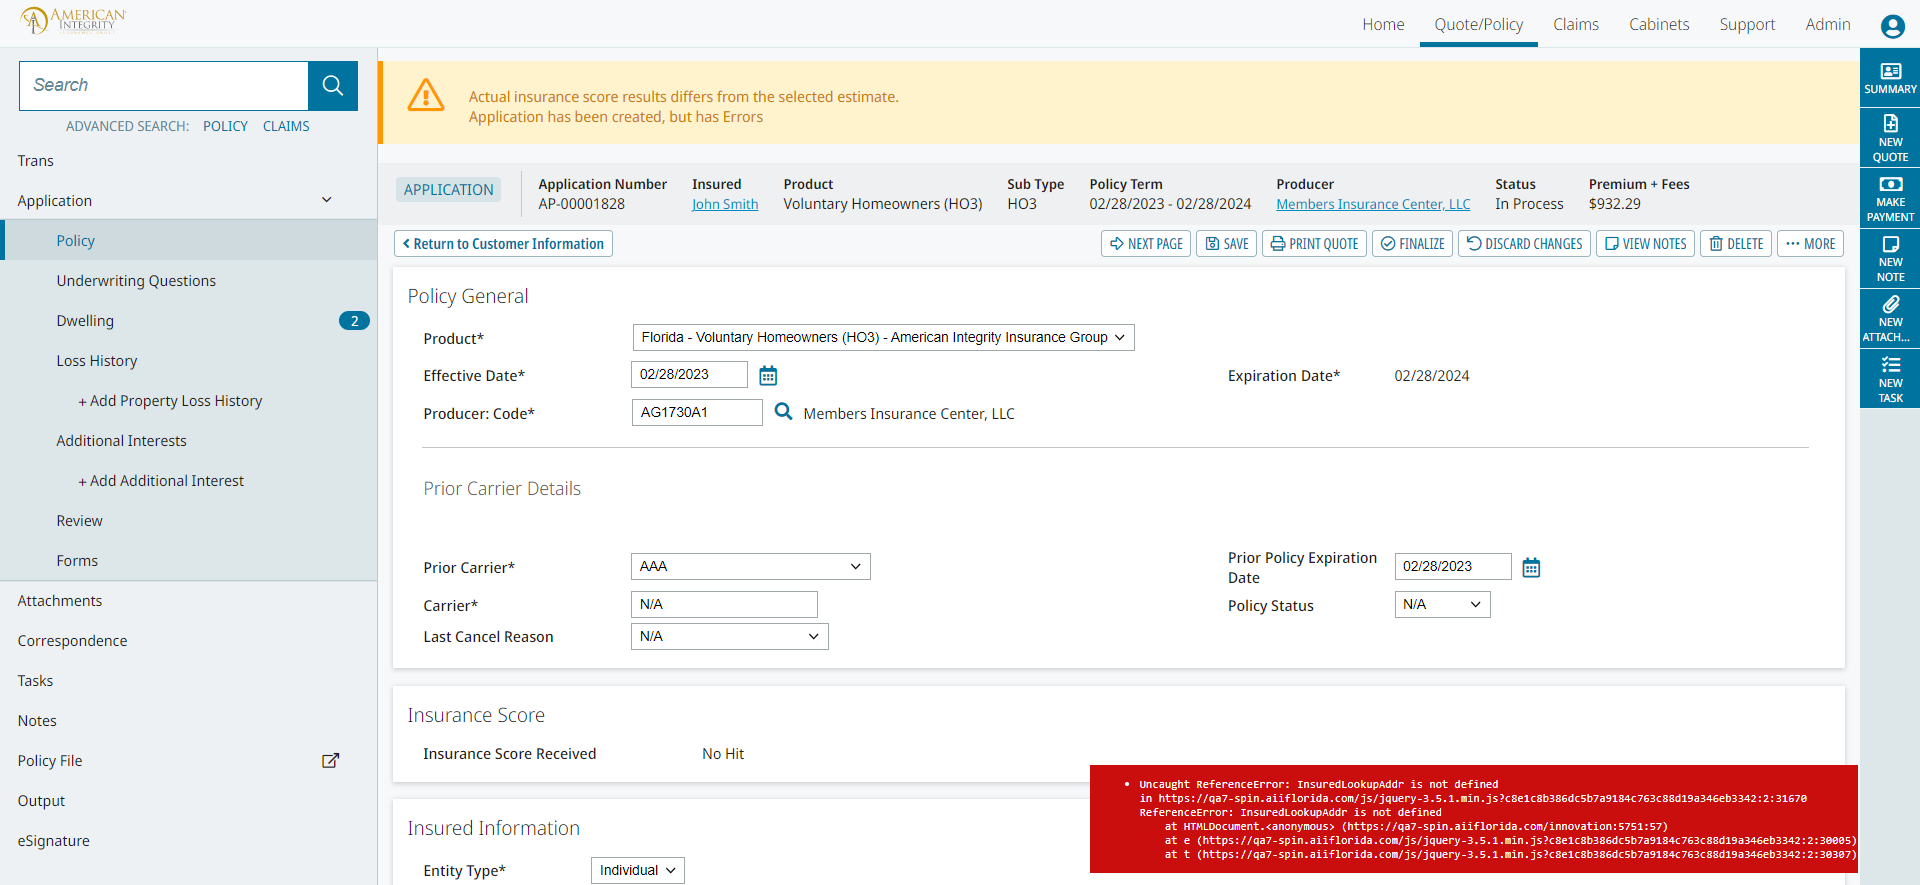 AMERICAN
INTEGRITY
Home
Quote/Policy
Claims
Cabinets
Support
Admin
Search
ADVANCED SEARCH: POLICY CLAIMS
Trans
Application
Policy
Underwriting Questions
Dwelling 2
Loss History
+ Add Property Loss History
Additional Interests
+ Add Additional Interest
Review
Forms
Attachments
Correspondence
Tasks
Notes
Policy File
Output
eSignature
Actual insurance score results differs from the selected estimate.
Application has been created, but has Errors
APPLICATION
Application Number Insured Product Sub Type Policy Term Producer Status Premium + Fees
AP-00001828 John Smith Voluntary Homeowners (HO3) HO3 02/28/2023 - 02/28/2024 Members Insurance Center, LLC In Process $932.29
Return to Customer Information
NEXT PAGE SAVE PRINT QUOTE FINALIZE DISCARD CHANGES VIEW NOTES DELETE MORE
Policy General
Product* Florida - Voluntary Homeowners (HO3) - American Integrity Insurance Group
Effective Date* 02/28/2023 Expiration Date* 02/28/2024
Producer: Code* AG1730A1 Members Insurance Center, LLC
Prior Carrier Details
Prior Carrier* AAA Prior Policy Expiration
Date 02/28/2023
Carrier* N/A Policy Status N/A
Last Cancel Reason N/A
Insurance Score
Insurance Score Received No Hit
Insured Information
Entity Type* Individual
• Uncaught ReferenceError: InsuredLookupAddr is not defined
in https://qa7-spin.aiiflorida.com/js/jquery-3.5.1.min.js?c8e1c8b386dc5b7a9184c763c88d19a346eb3342:2:31670
ReferenceError: InsuredLookupAddr is not defined
at HTMLDocument.<anonymous> (https://qa7-spin.aiiflorida.com/innovation:5751:57)
at e (https://qa7-spin.aiiflorida.com/js/jquery-3.5.1.min.js?c8e1c8b386dc5b7a9184c763c88d19a346eb3342:2:30005)
at t (https://qa7-spin.aiiflorida.com/js/jquery-3.5.1.min.js?c8e1c8b386dc5b7a9184c763c88d19a346eb3342:2:30307)
SUMMARY
NEW
QUOTE
MAKE
PAYMENT
NEW
NOTE
NEW
ATTACH...
NEW
TASK